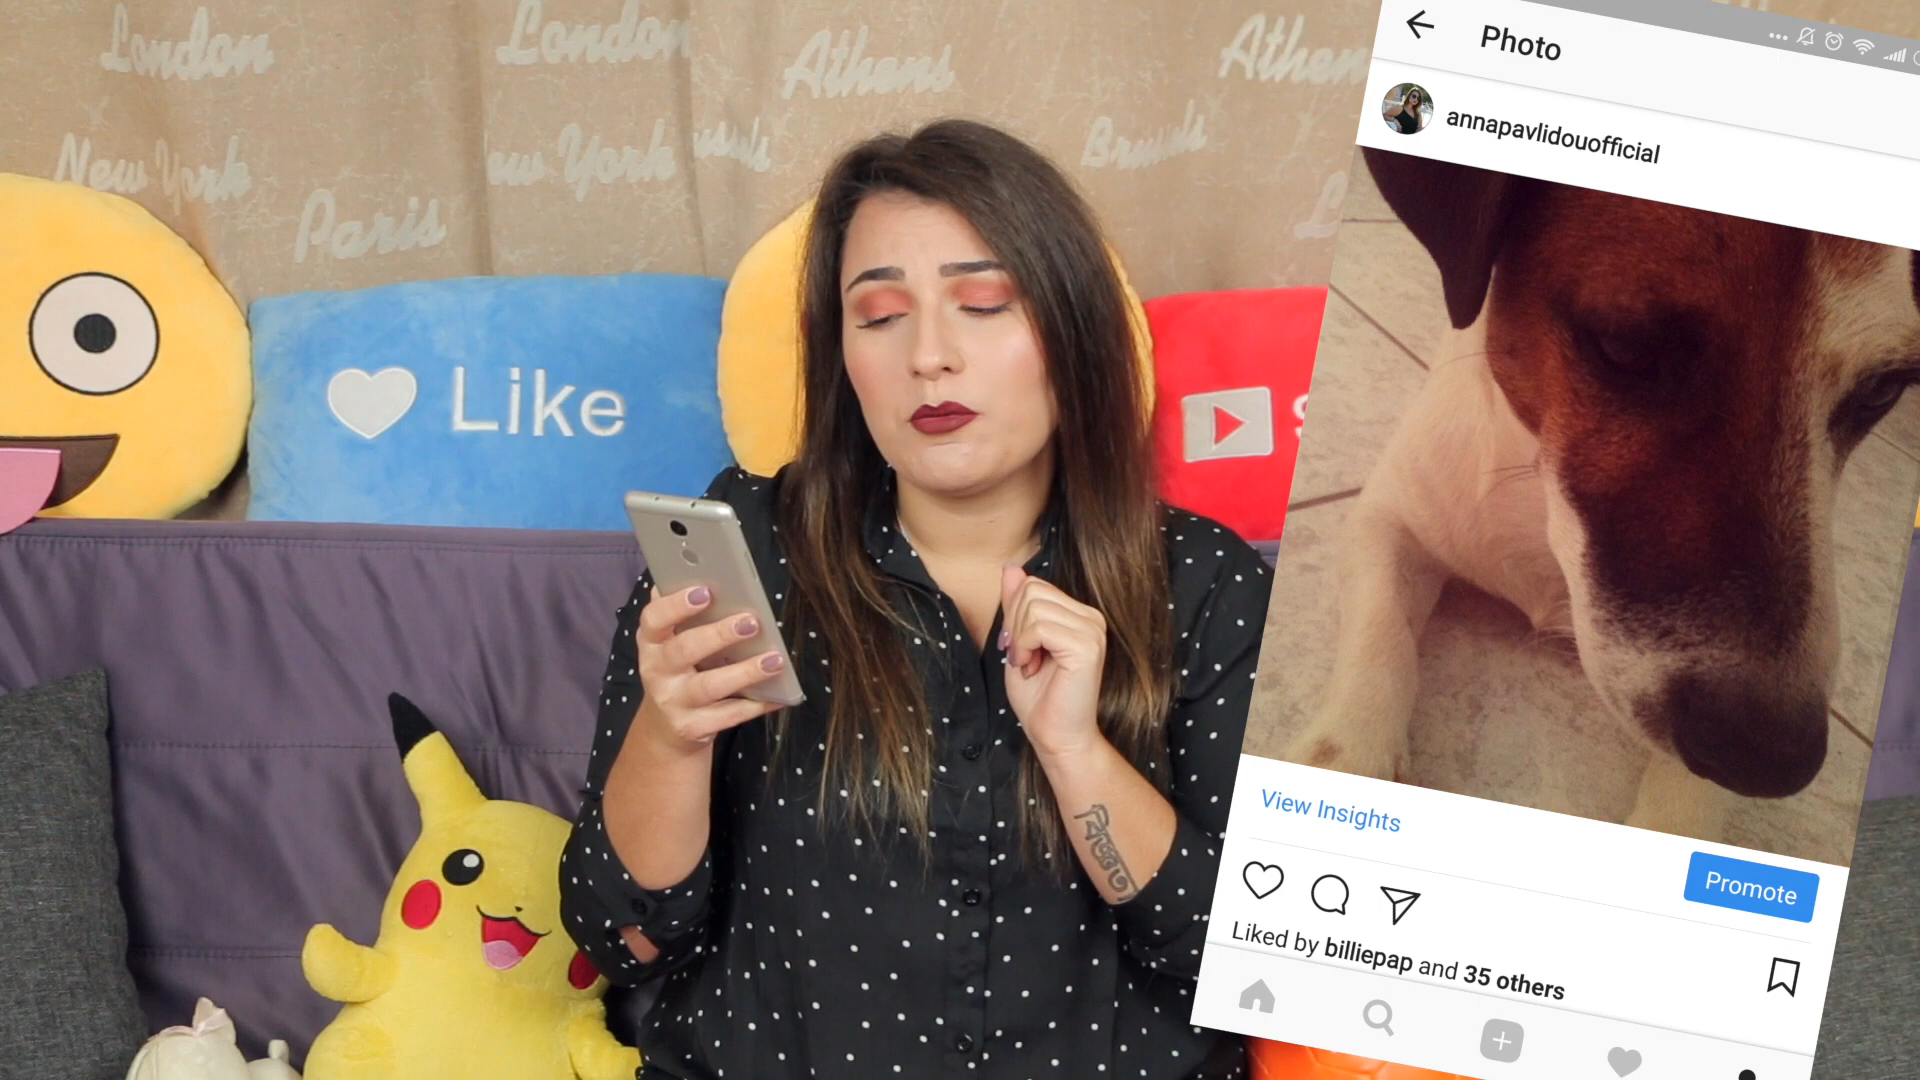 London
London
Athens
Athens
New York
New York
Brussels
Brussels
Paris
Like
Photo
annapavlidouofficial
View Insights
Promote
Liked by billiepap and 35 others